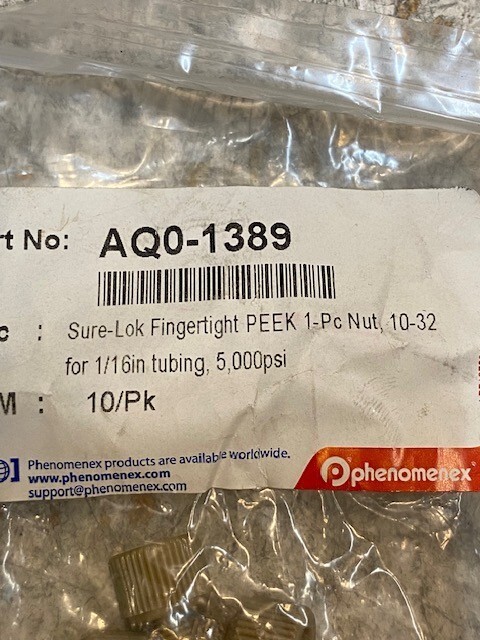 rt No: AQ0-1389
c : Sure-Lok Fingertight PEEK 1-Pc Nut, 10-32
for 1/16in tubing, 5,000psi
M : 10/Pk
Phenomenex products are available worldwide.
www.phenomenex.com
support@phenomenex.com
phenomenex